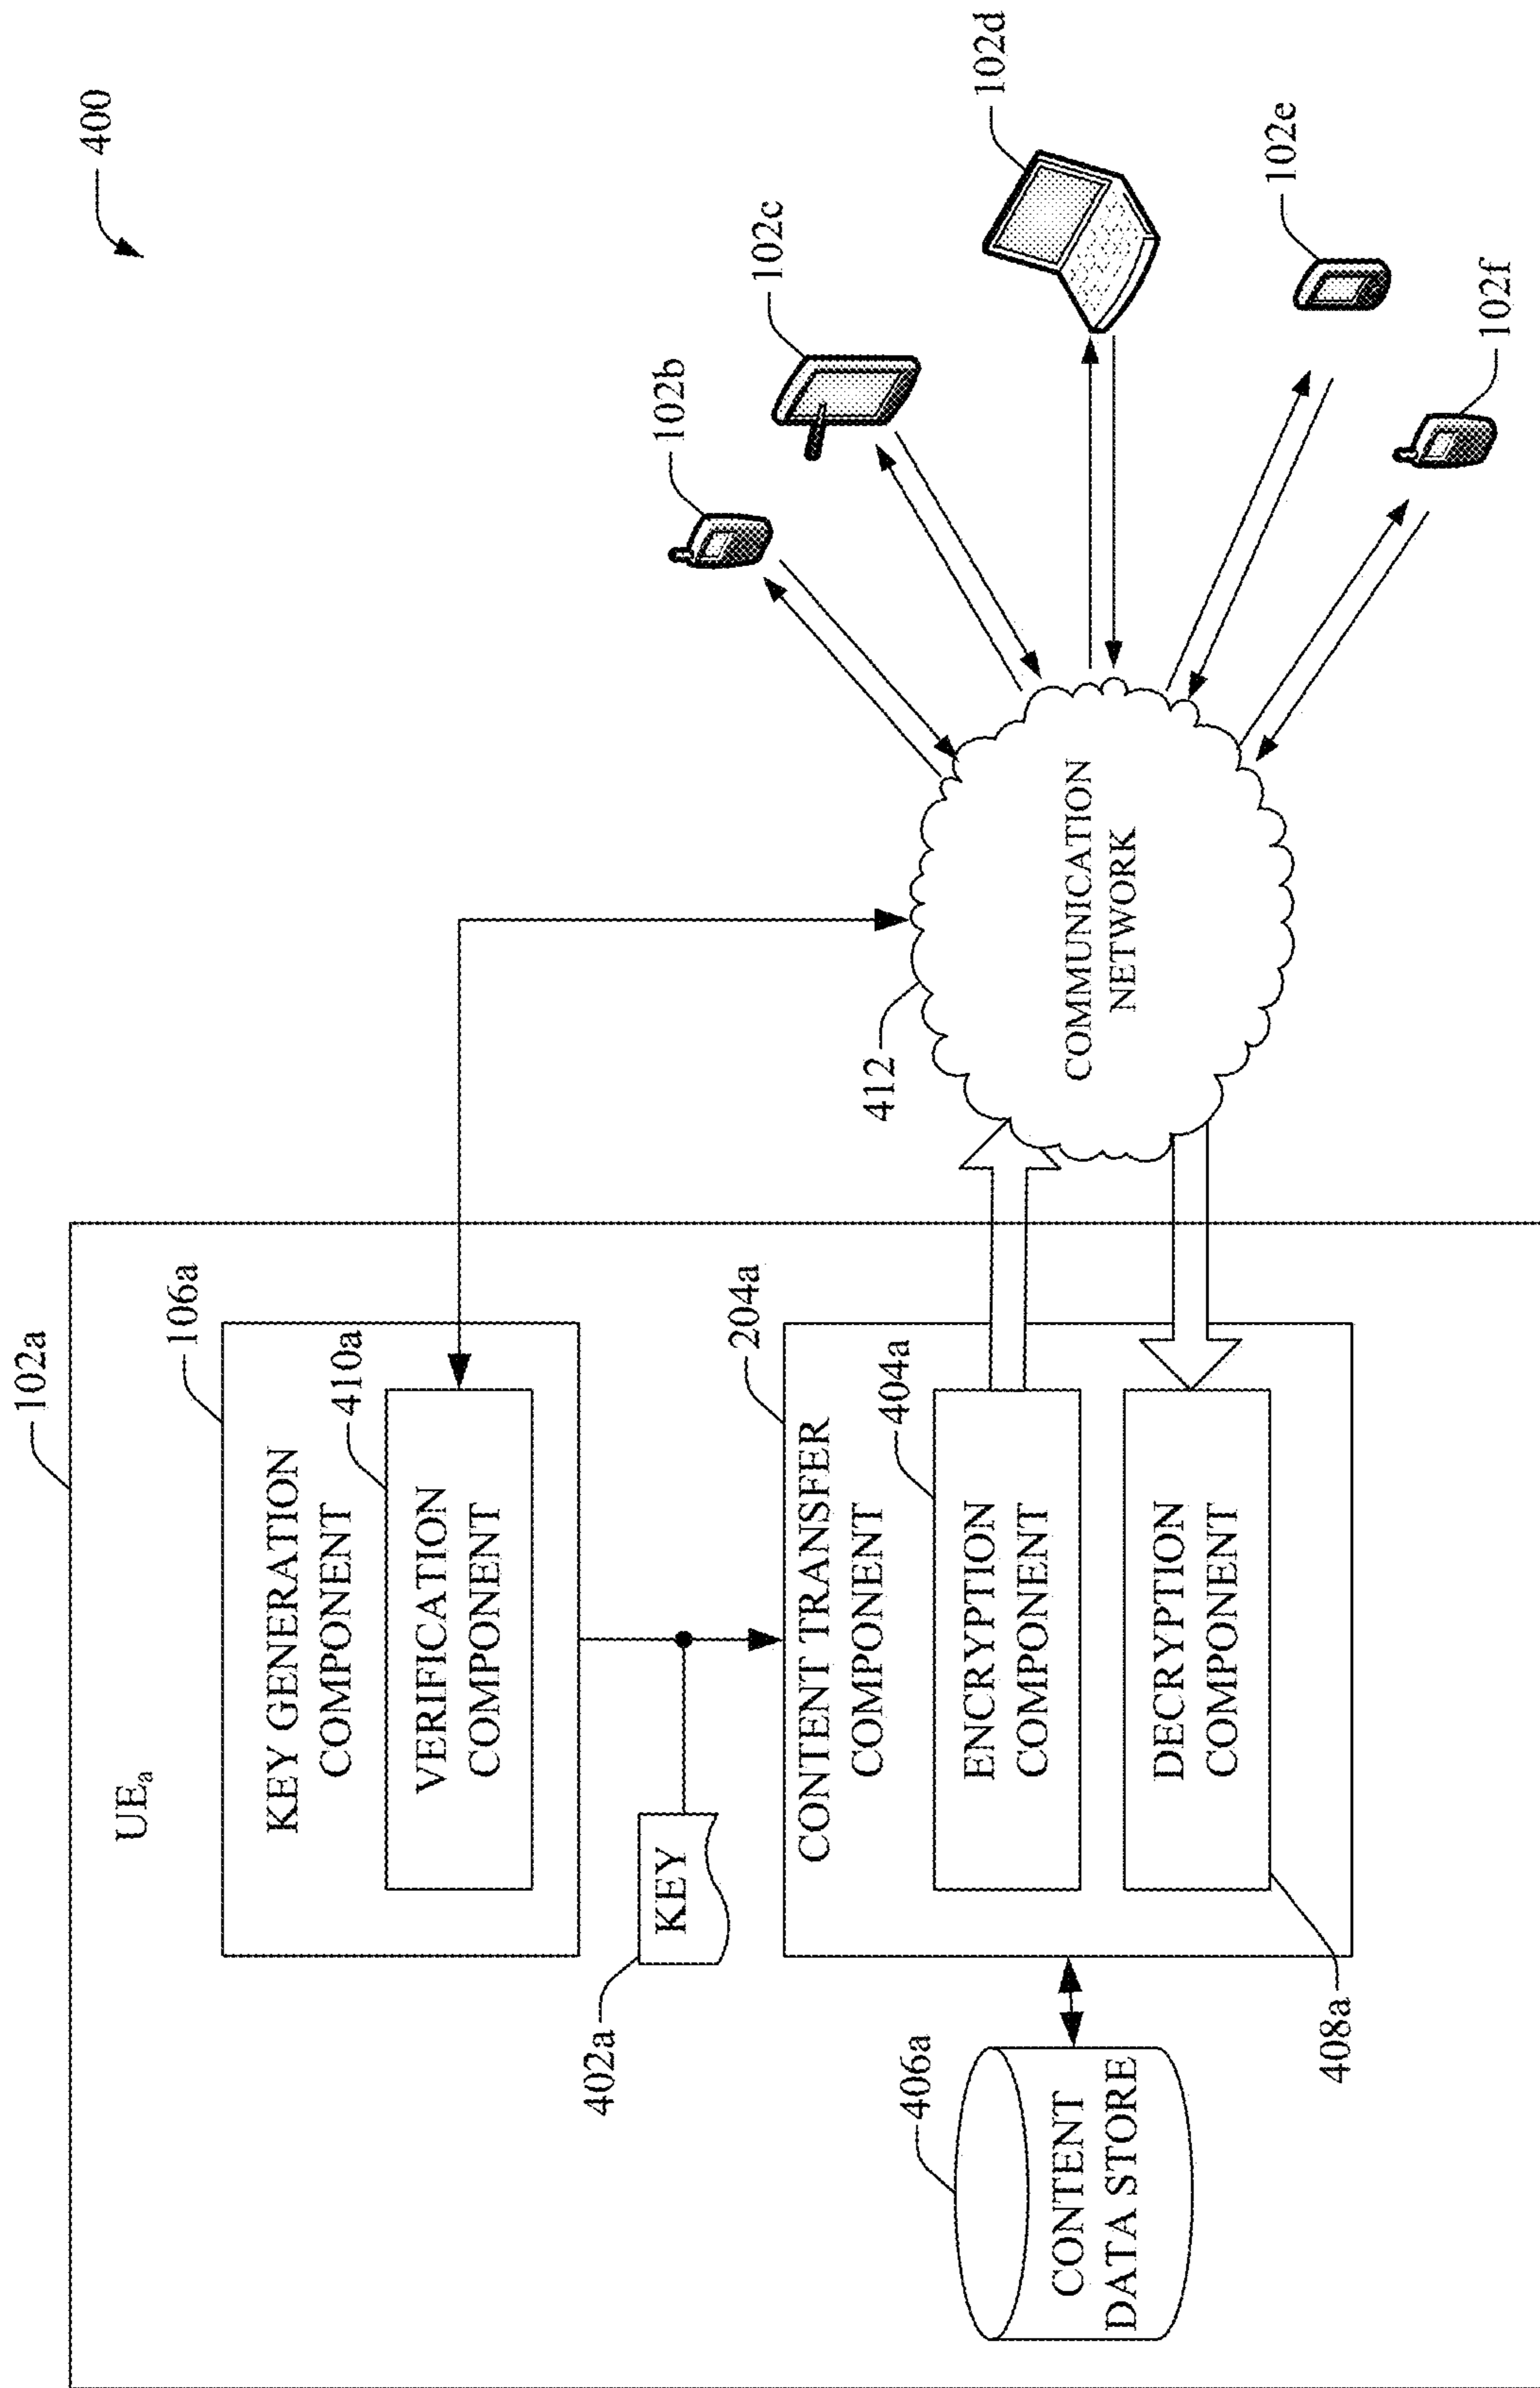 400
102a
UEₐ
106a
KEY GENERATION
COMPONENT
410a
VERIFICATION
COMPONENT
402a
KEY
204a
CONTENT TRANSFER
COMPONENT
404a
ENCRYPTION
COMPONENT
DECRYPTION
COMPONENT
408a
406a
CONTENT
DATA STORE
412
COMMUNICATION
NETWORK
102b
102c
102d
102e
102f